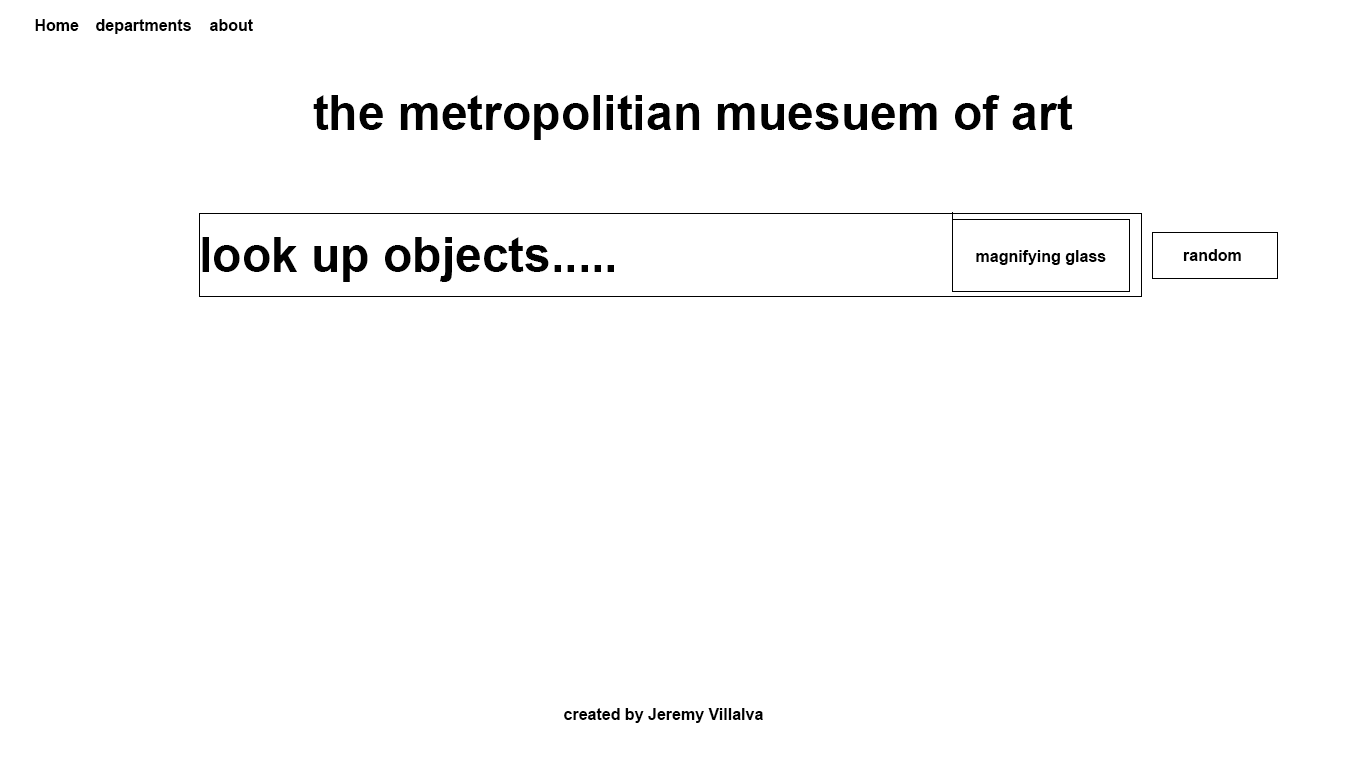 Home departments about
the metropolitian muesuem of art
look up objects..... magnifying glass random
created by Jeremy Villalva